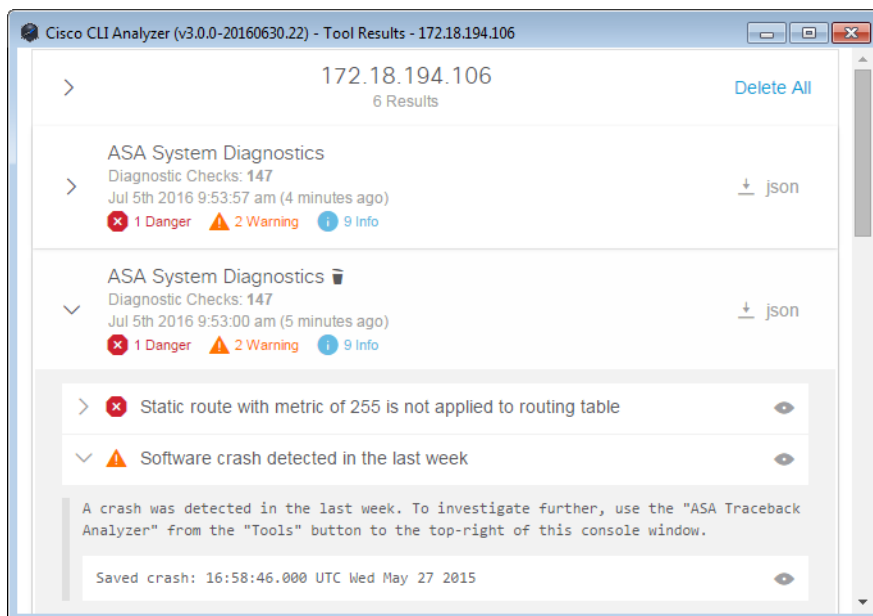 Cisco CLI Analyzer (v3.0.0-20160630.22) - Tool Results - 172.18.194.106
172.18.194.106
6 Results
Delete All
ASA System Diagnostics
Diagnostic Checks: 147
Jul 5th 2016 9:53:57 am (4 minutes ago)
1 Danger 2 Warning 9 Info
json
ASA System Diagnostics
Diagnostic Checks: 147
Jul 5th 2016 9:53:00 am (5 minutes ago)
1 Danger 2 Warning 9 Info
json
Static route with metric of 255 is not applied to routing table
Software crash detected in the last week
A crash was detected in the last week. To investigate further, use the "ASA Traceback
Analyzer" from the "Tools" button to the top-right of this console window.
Saved crash: 16:58:46.000 UTC Wed May 27 2015